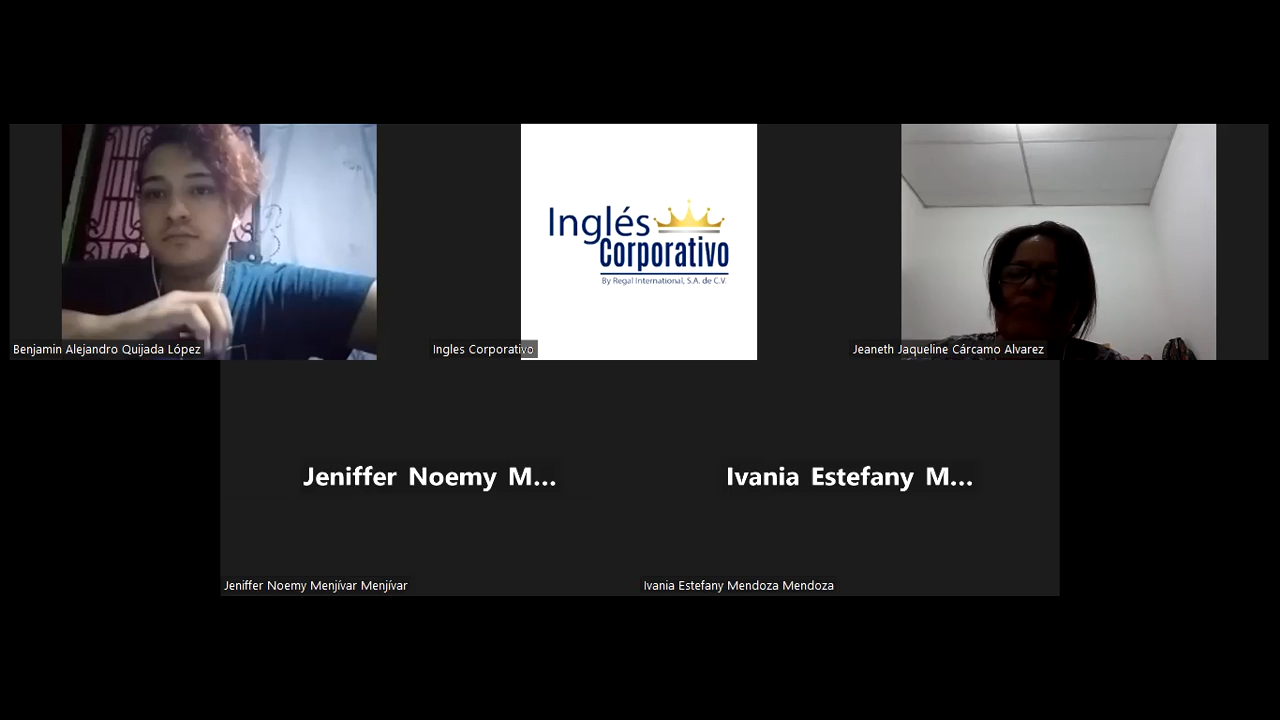 Inglés
Corporativo
By Regal International, S.A. de C.V.
Benjamin Alejandro Quijada López
Ingles Corporativo
Jeaneth Jaqueline Cárcamo Alvarez
Jeniffer Noemy M...
Ivania Estefany M...
Jeniffer Noemy Menjívar Menjívar
Ivania Estefany Mendoza Mendoza